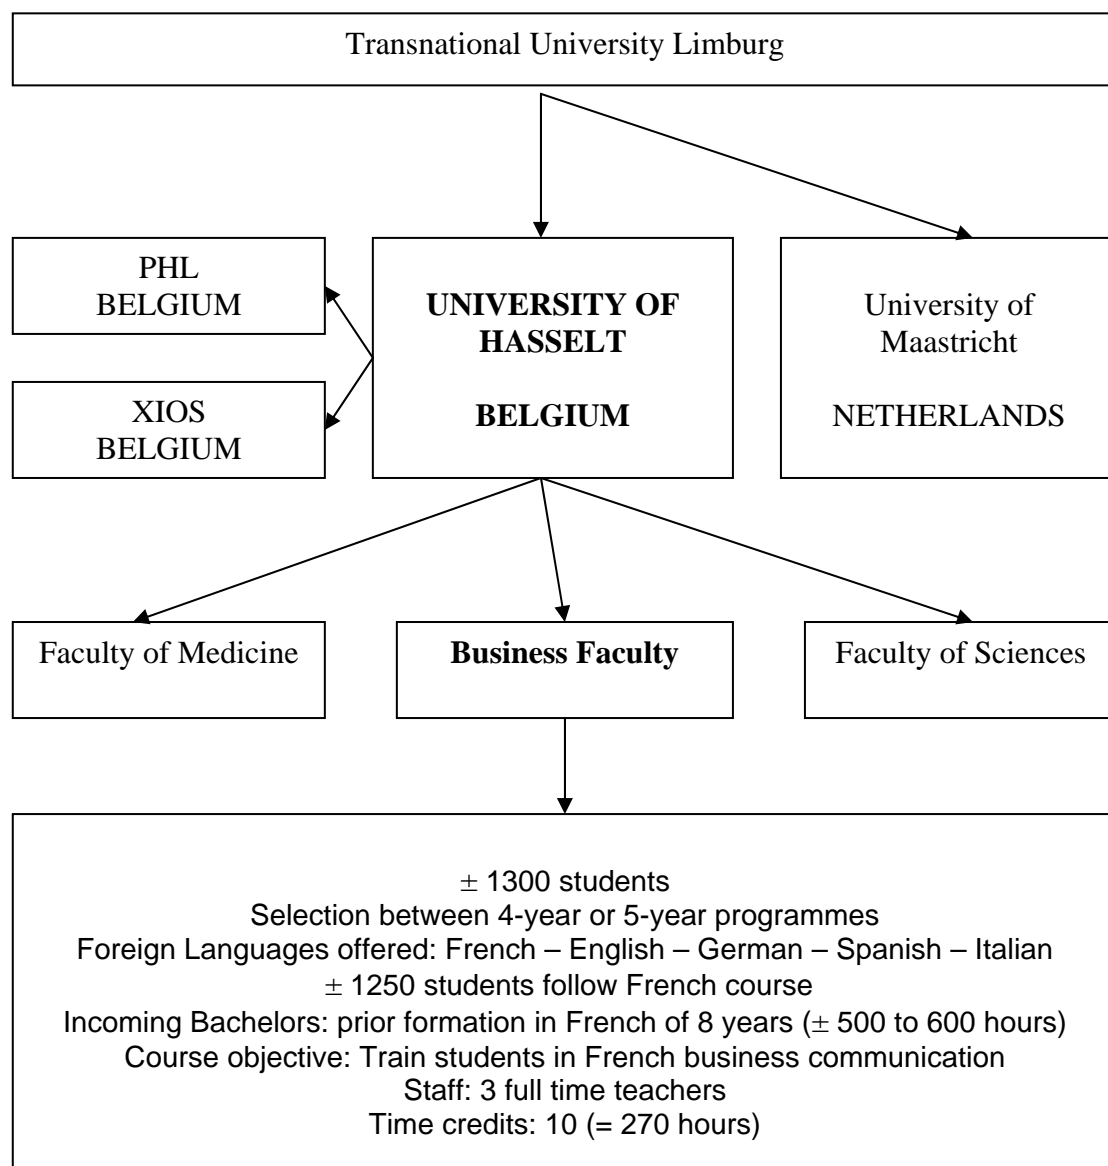 Transnational University Limburg
PHL
BELGIUM
UNIVERSITY OF
HASSELT
BELGIUM
University of
Maastricht
NETHERLANDS
XIOS
BELGIUM
Faculty of Medicine
Business Faculty
Faculty of Sciences
± 1300 students
Selection between 4-year or 5-year programmes
Foreign Languages offered: French – English – German – Spanish – Italian
± 1250 students follow French course
Incoming Bachelors: prior formation in French of 8 years (± 500 to 600 hours)
Course objective: Train students in French business communication
Staff: 3 full time teachers
Time credits: 10 (= 270 hours)